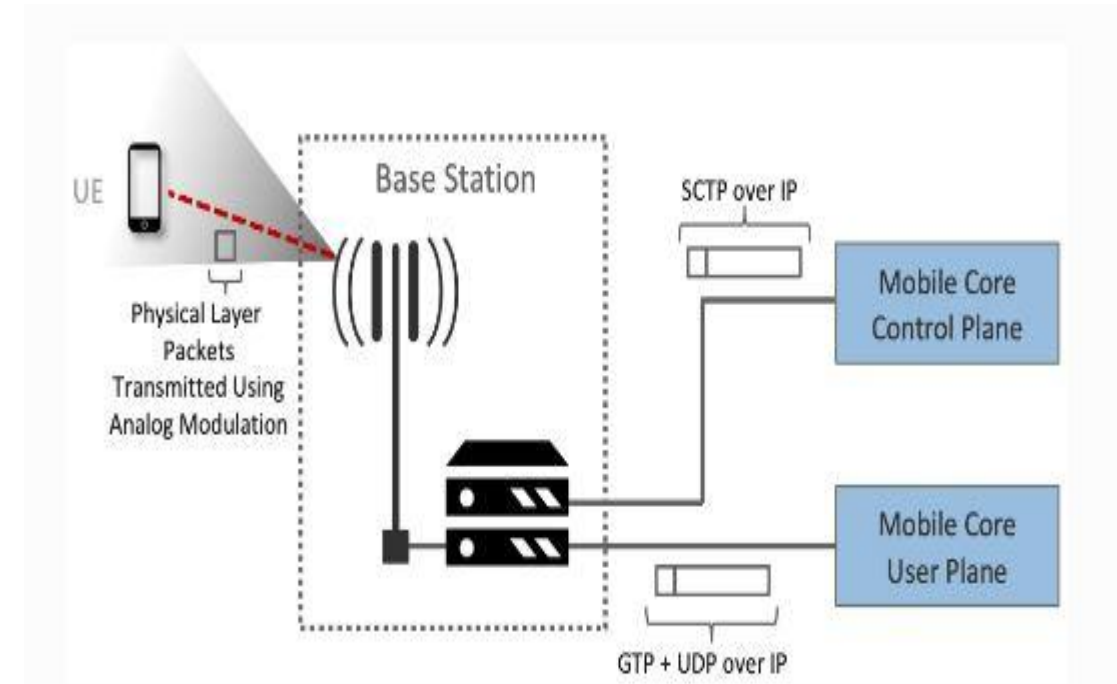 Base Station
UE
SCTP over IP
Physical Layer
Packets
Transmitted Using
Analog Modulation
Mobile Core
Control Plane
Mobile Core
User Plane
GTP + UDP over IP